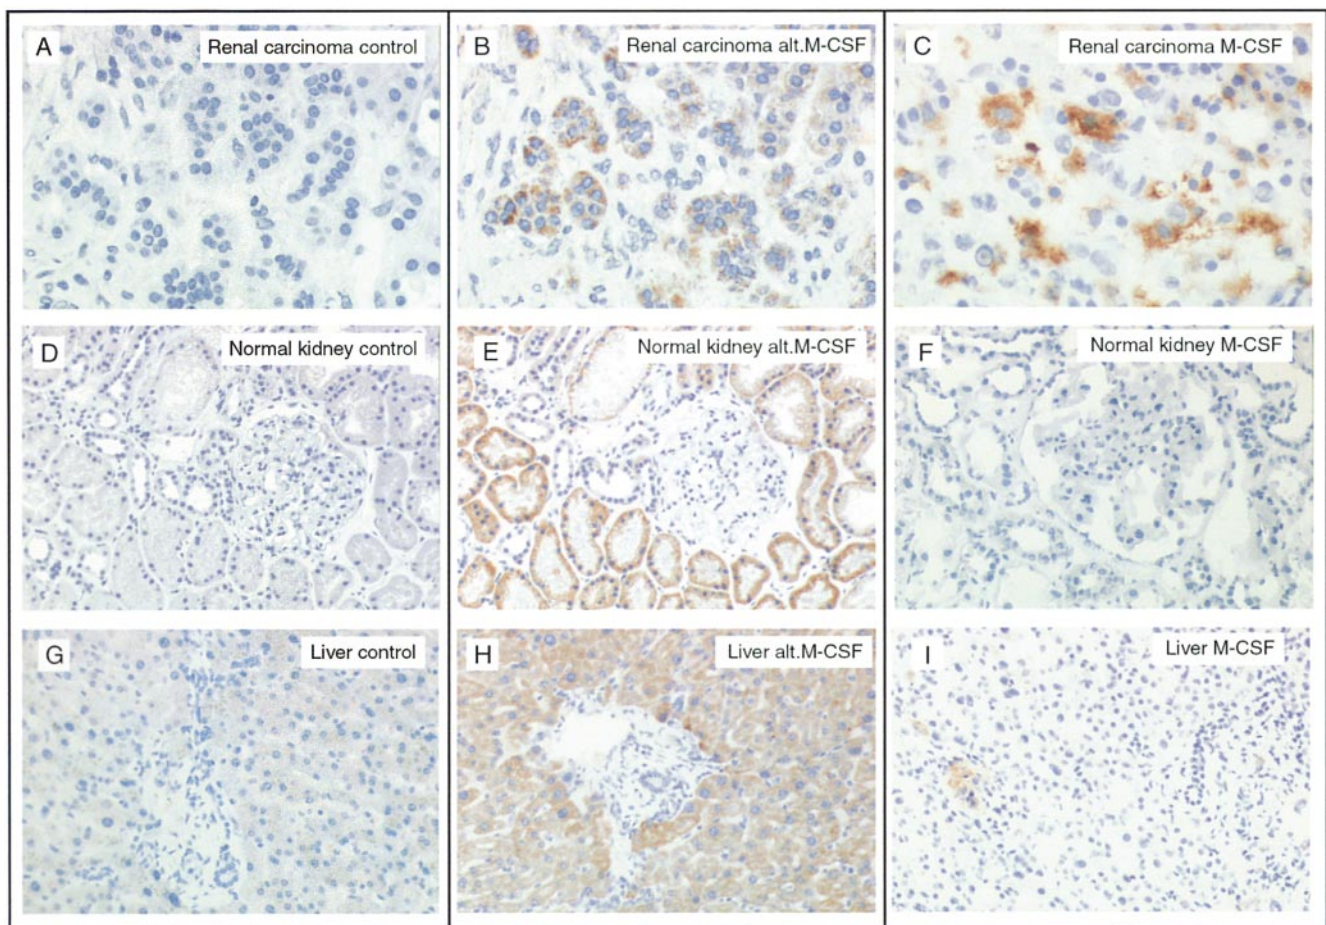 A Renal carcinoma control
B Renal carcinoma alt.M-CSF
C Renal carcinoma M-CSF
D Normal kidney control
E Normal kidney alt.M-CSF
F Normal kidney M-CSF
G Liver control
H Liver alt.M-CSF
I Liver M-CSF